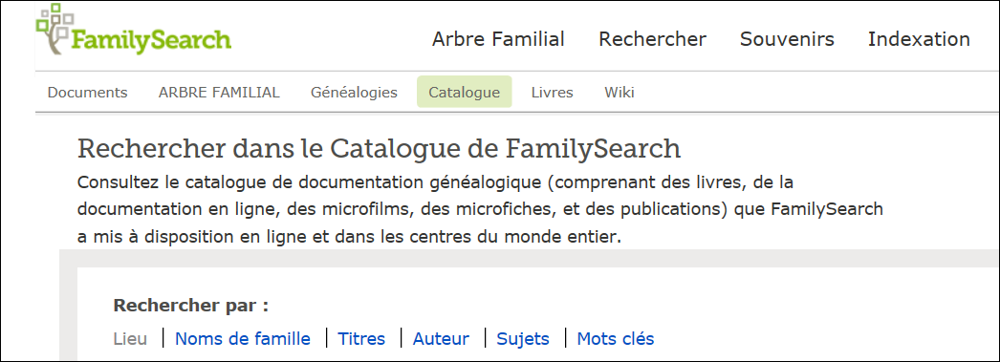 FamilySearch
Arbre Familial Rechercher Souvenirs Indexation
Documents ARBRE FAMILIAL Généalogies Catalogue Livres Wiki
Rechercher dans le Catalogue de FamilySearch
Consultez le catalogue de documentation généalogique (comprenant des livres, de la
documentation en ligne, des microfilms, des microfiches, et des publications) que FamilySearch
a mis à disposition en ligne et dans les centres du monde entier.
Rechercher par :
Lieu | Noms de famille | Titres | Auteur | Sujets | Mots clés